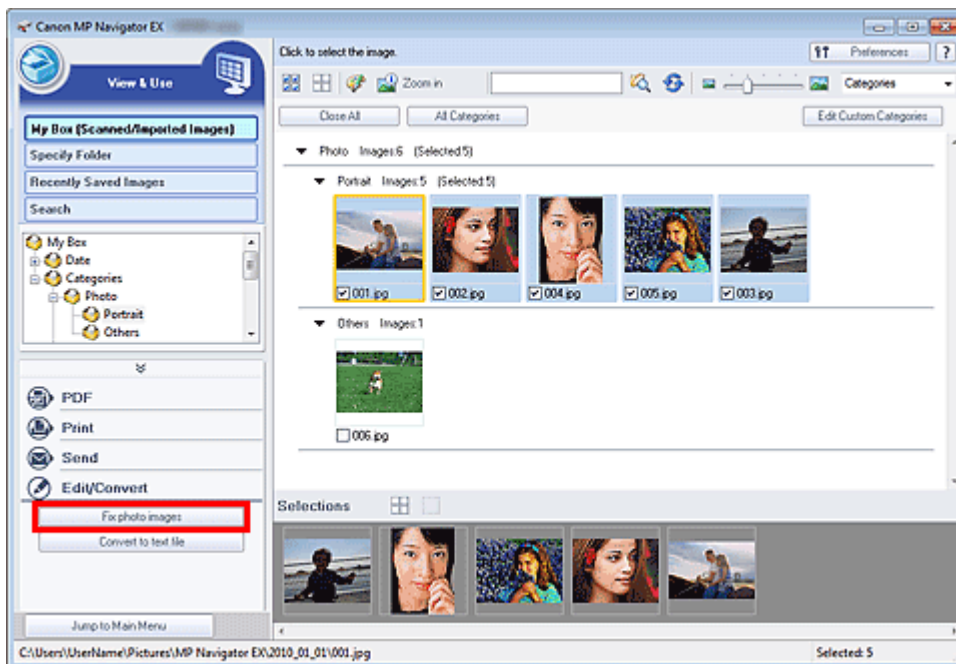 Canon MP Navigator EX
View & Use
My Box (Scanned/Imported Images)
Specify Folder
Recently Saved Images
Search
My Box
Date
Categories
Photo
Portrait
Others
PDF
Print
Send
Edit/Convert
Fix photo images
Convert to text file
Jump to Main Menu
Click to select the image.
Preferences
?
Zoom in
Categories
Close All
All Categories
Edit Custom Categories
Photo Images:6 (Selected:5)
Portrait Images:5 (Selected:5)
001.jpg 002.jpg 004.jpg 005.jpg 003.jpg
Others Images:1
006.jpg
Selections
C:\Users\UserName\Pictures\MP Navigator EX\2010_01_01\001.jpg
Selected: 5